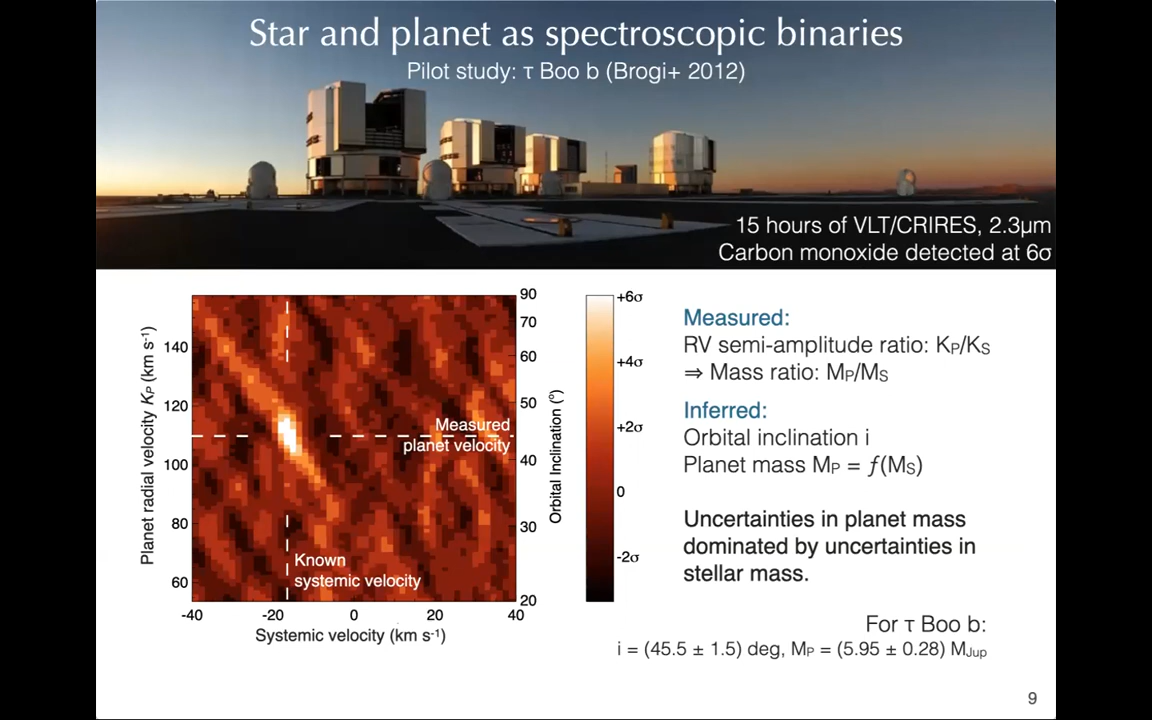 Star and planet as spectroscopic binaries
Pilot study: τ Boo b (Brogi+ 2012)
15 hours of VLT/CRIRES, 2.3μm
Carbon monoxide detected at 6σ
Planet radial velocity KP (km s-1)
140
120
100
80
60
-40
-20
0
20
40
Systemic velocity (km s-1)
Measured
planet velocity
Known
systemic velocity
90
70
60
50
40
30
20
Orbital Inclination (o)
+6σ
+4σ
+2σ
0
-2σ
Measured:
RV semi-amplitude ratio: KP/KS
⇒ Mass ratio: MP/MS
Inferred:
Orbital inclination i
Planet mass MP = ƒ(MS)
Uncertainties in planet mass
dominated by uncertainties in
stellar mass.
For τ Boo b:
i = (45.5 ± 1.5) deg, MP = (5.95 ± 0.28) MJup
9